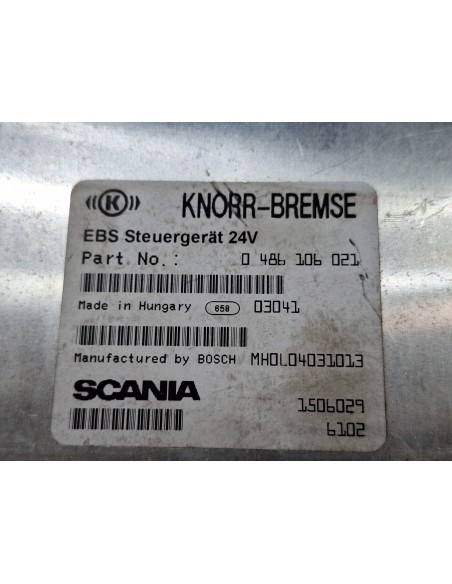 ((K)) KNORR-BREMSE
EBS Steuergerät 24V
Part No.: 0 486 106 021
Made in Hungary 658 03041
Manufactured by BOSCH MHOL04031013
SCANIA 1506029
6102